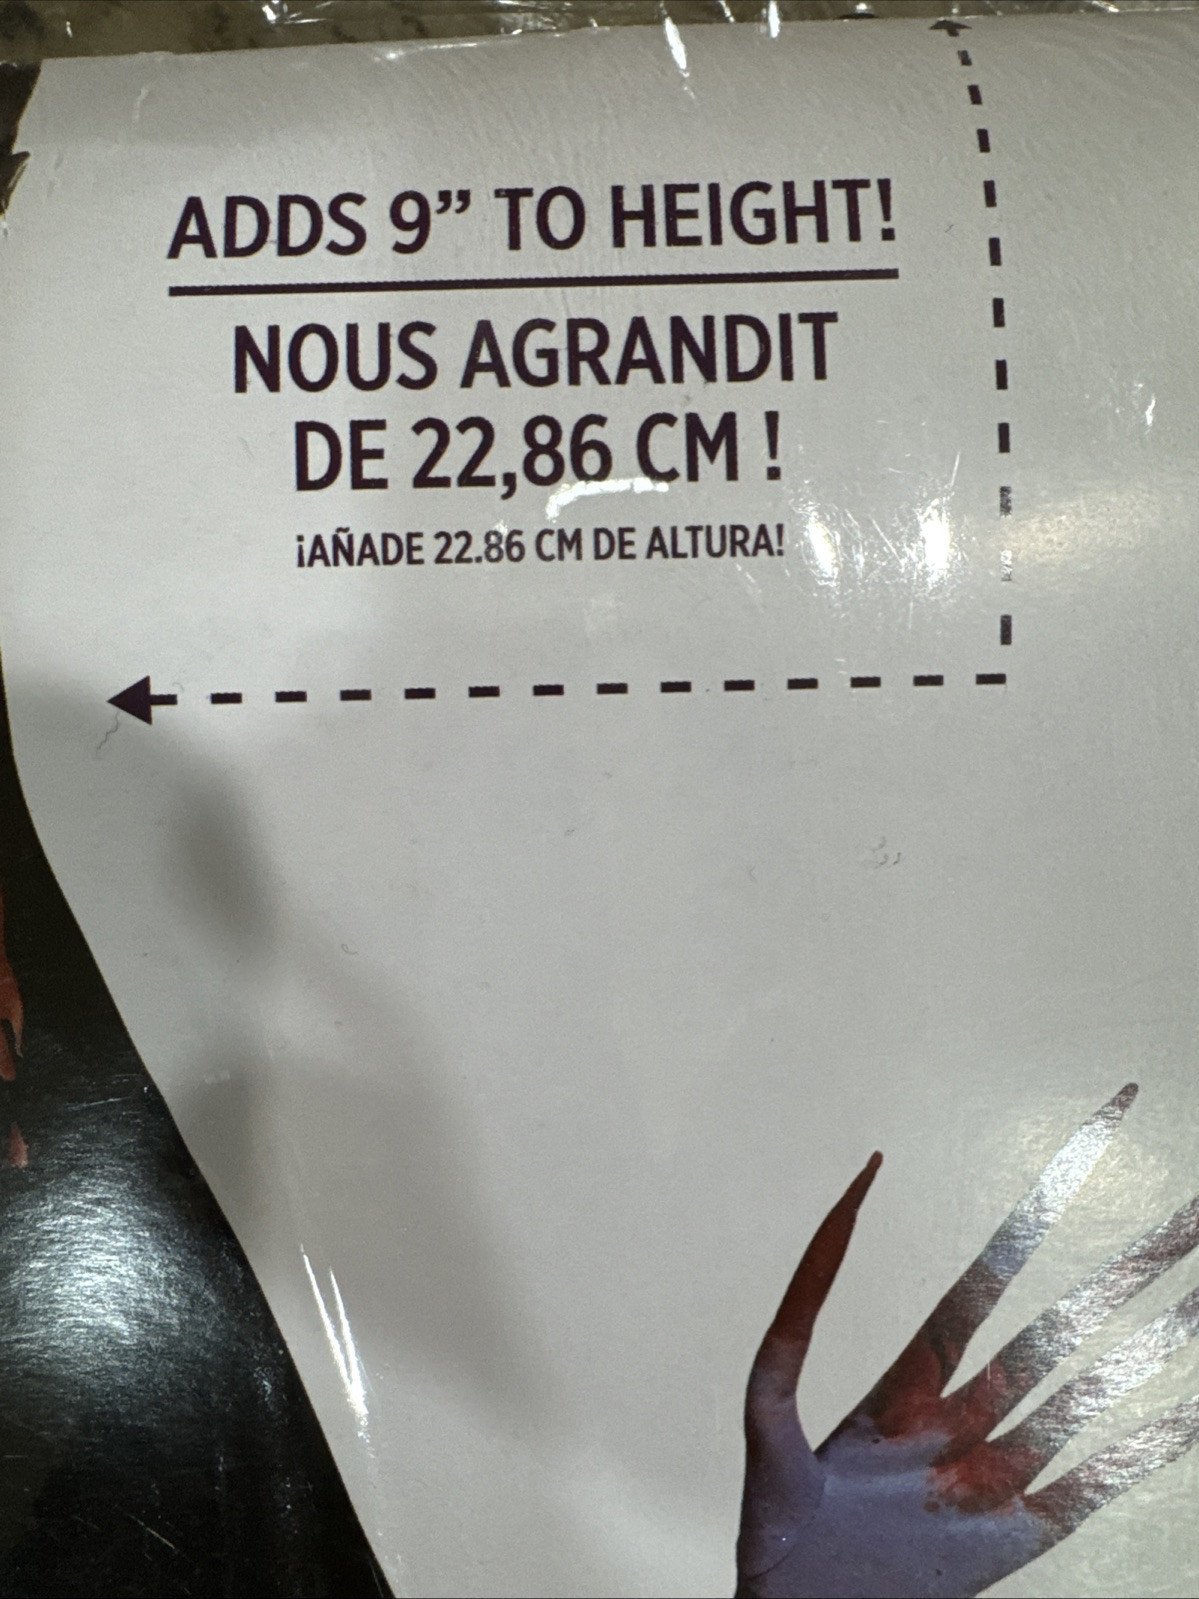 ADDS 9” TO HEIGHT!
NOUS AGRANDIT
DE 22,86 CM !
¡AÑADE 22.86 CM DE ALTURA!